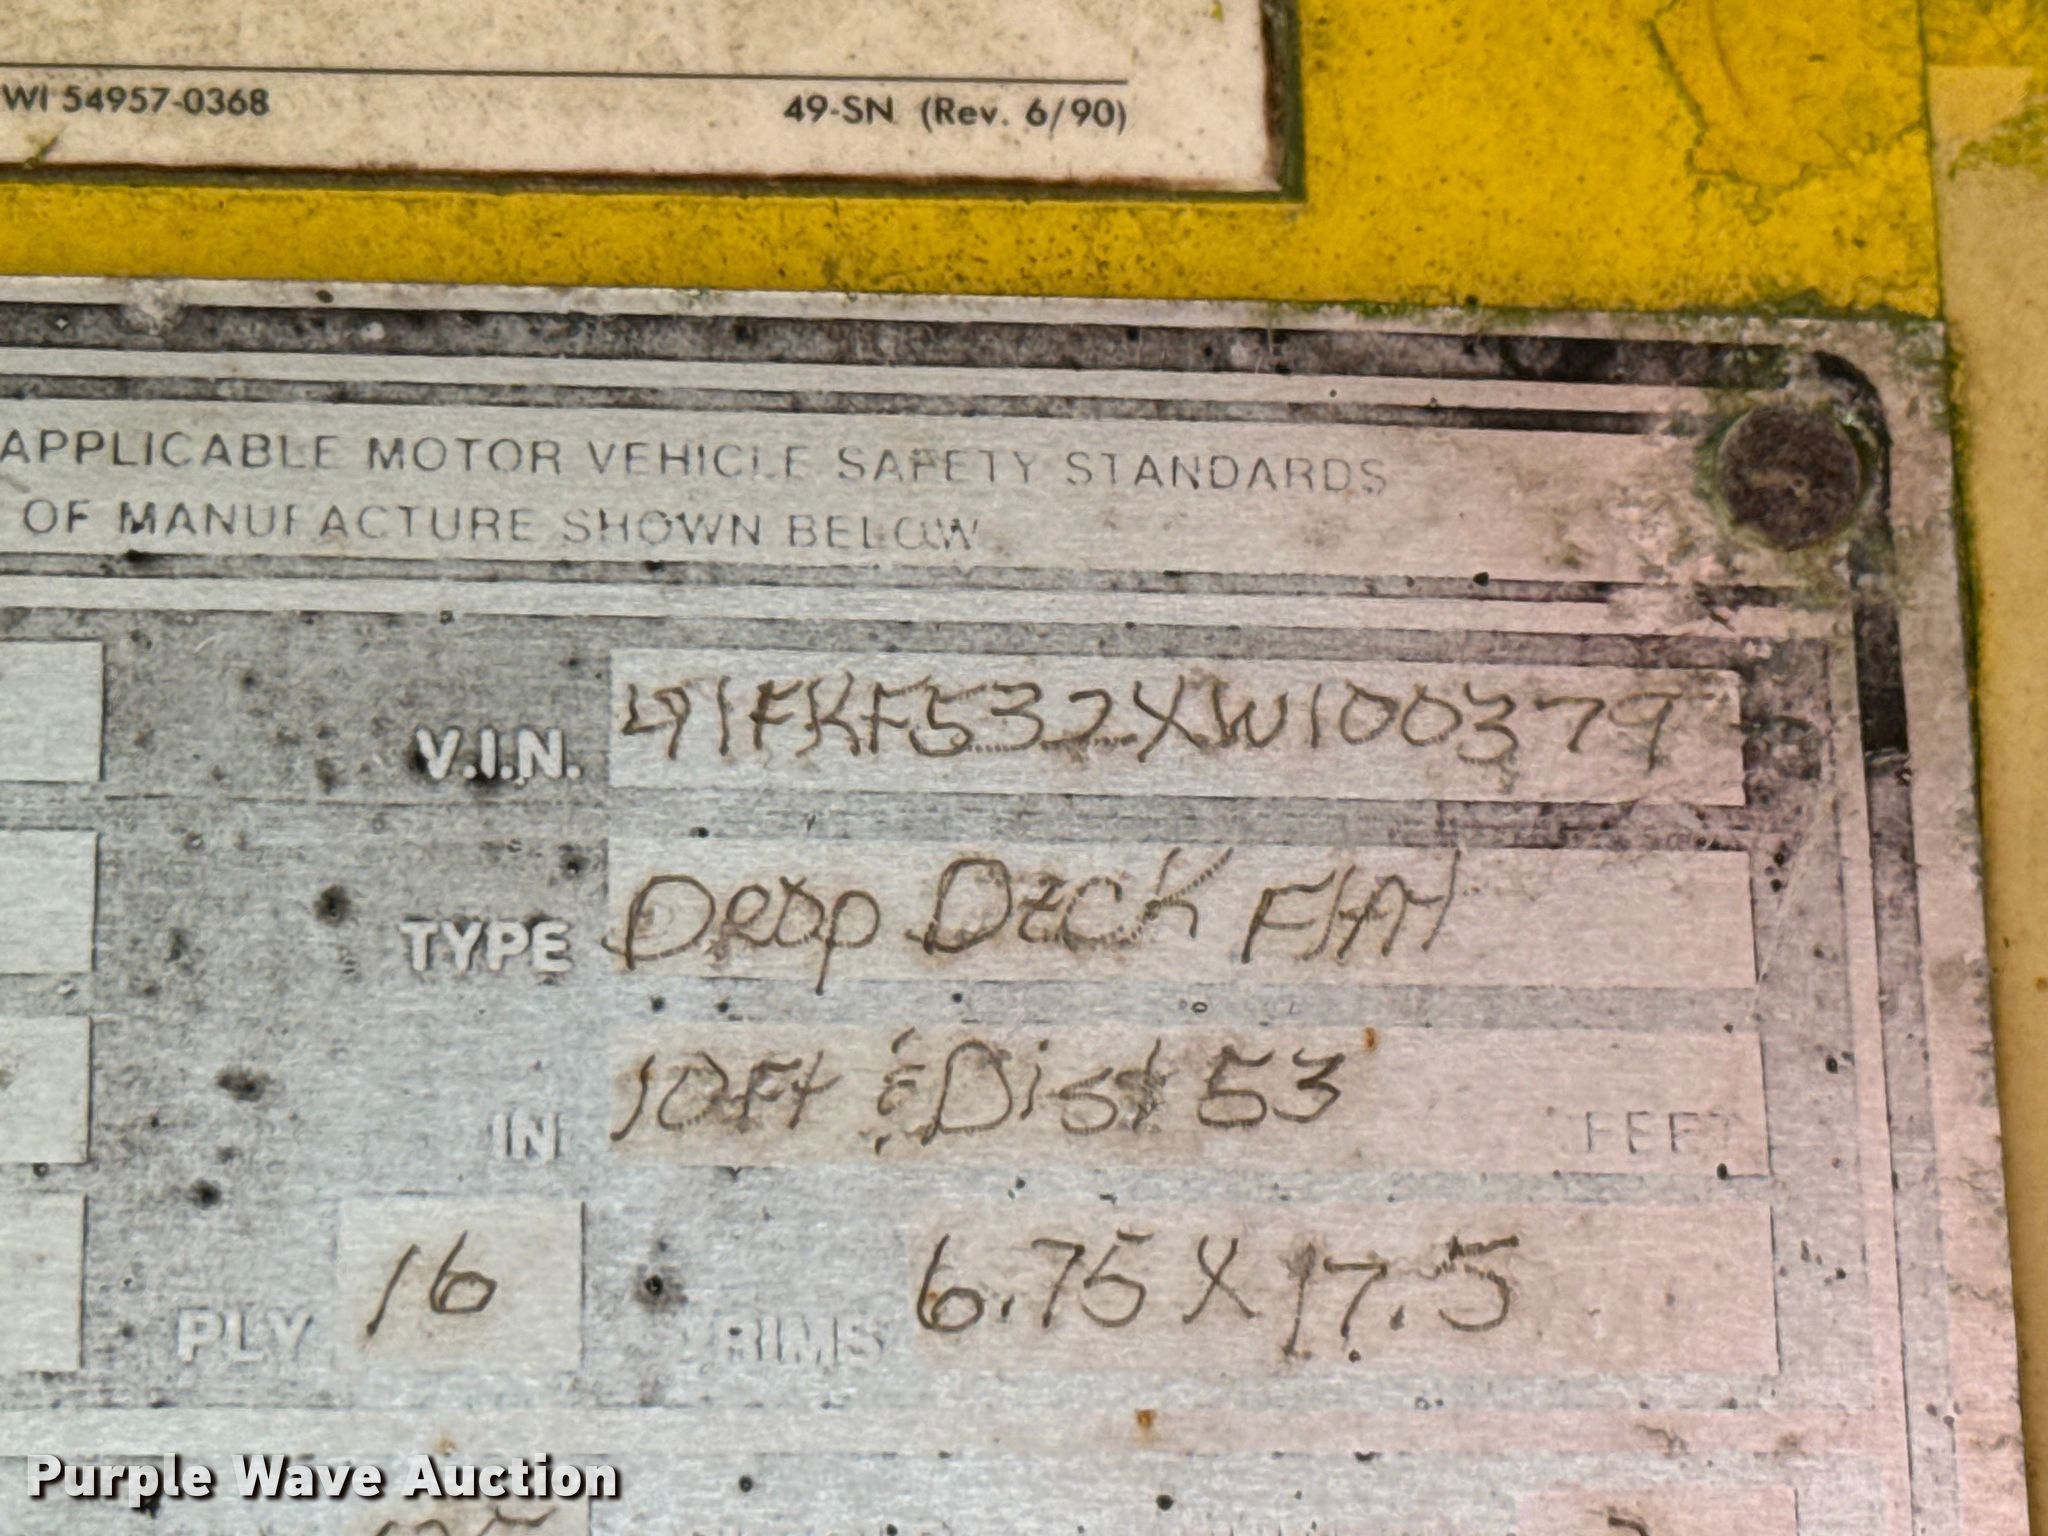 WI 54957-0368 49-SN (Rev. 6/90)
APPLICABLE MOTOR VEHICLE SAFETY STANDARDS
OF MANUFACTURE SHOWN BELOW
V.I.N. 491FKF532XW100379
TYPE Drop Deck Flat
IN 10Ft & Dist 53 FEET
PLY 16 RIMS 6.75 X 17.5
Purple Wave Auction